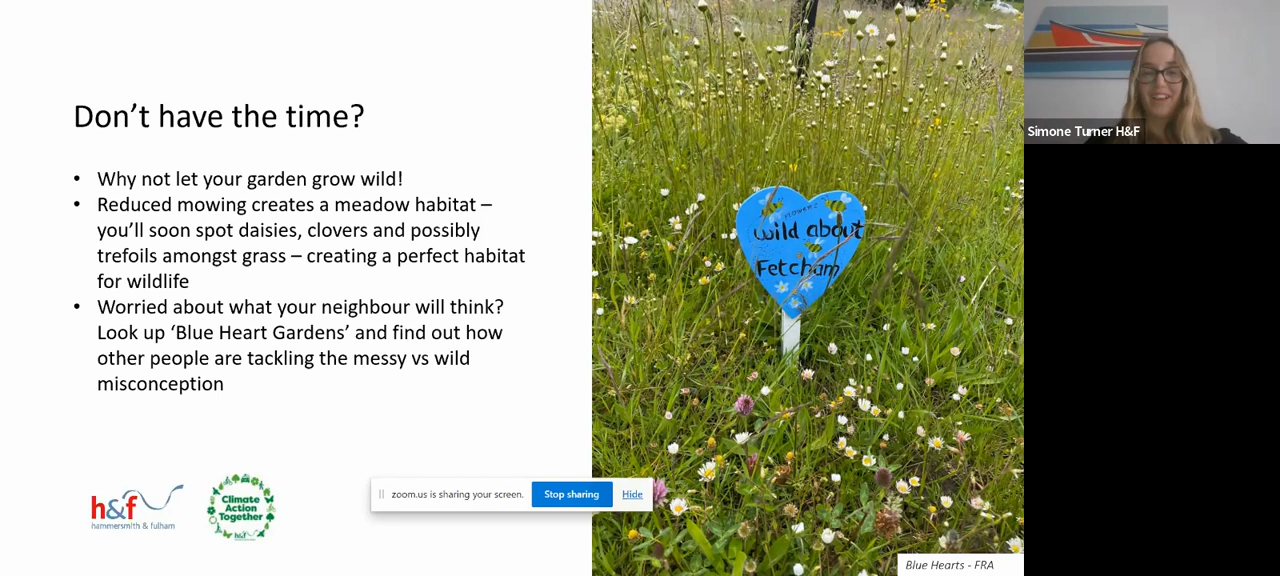 Don't have the time?
• Why not let your garden grow wild!
• Reduced mowing creates a meadow habitat –
you'll soon spot daisies, clovers and possibly
trefoils amongst grass – creating a perfect habitat
for wildlife
• Worried about what your neighbour will think?
Look up 'Blue Heart Gardens' and find out how
other people are tackling the messy vs wild
misconception
h&f
hammersmith & fulham
Climate
Action
Together
h&f
zoom.us is sharing your screen.
Stop sharing
Hide
wild about
Fetcham
Blue Hearts - FRA
Simone Turner H&F